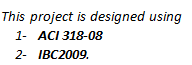 This project is designed using
1- ACI 318-08
2- IBC2009.